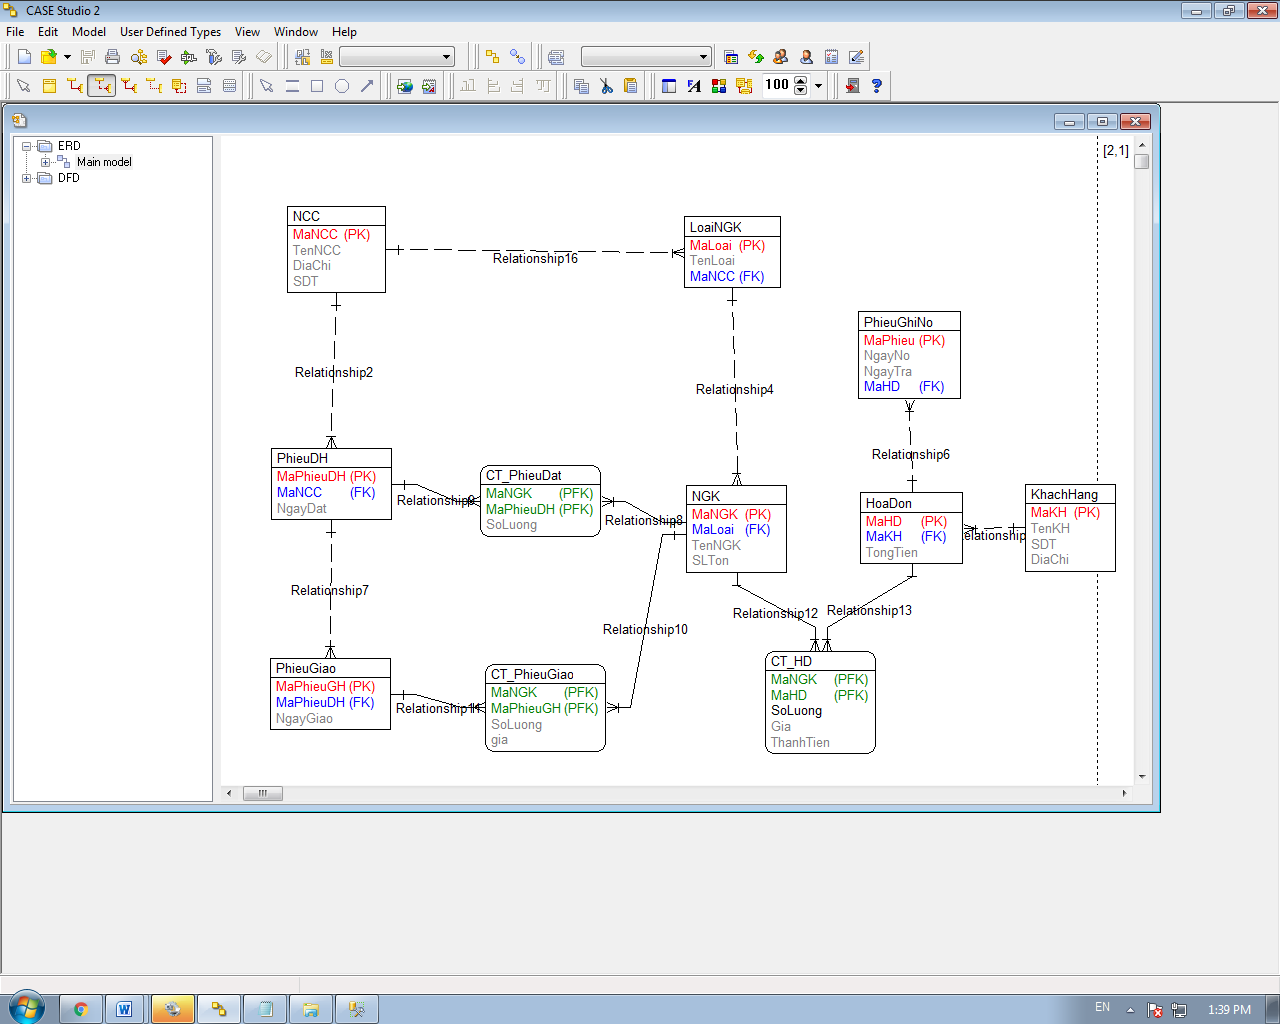 CASE Studio 2
File Edit Model User Defined Types View Window Help
100
ERD
Main model
DFD
[2,1]
NCC
MaNCC (PK)
TenNCC
DiaChi
SDT
Relationship16
LoaiNGK
MaLoai (PK)
TenLoai
MaNCC (FK)
PhieuGhiNo
MaPhieu (PK)
NgayNo
NgayTra
MaHD (FK)
Relationship2
Relationship4
Relationship6
PhieuDH
MaPhieuDH (PK)
MaNCC (FK)
NgayDat
Relationship9
CT_PhieuDat
MaNGK (PFK)
MaPhieuDH (PFK)
SoLuong
Relationship8
NGK
MaNGK (PK)
MaLoai (FK)
TenNGK
SLTon
HoaDon
MaHD (PK)
MaKH (FK)
TongTien
elationship
KhachHang
MaKH (PK)
TenKH
SDT
DiaChi
Relationship7
Relationship10
Relationship12
Relationship13
PhieuGiao
MaPhieuGH (PK)
MaPhieuDH (FK)
NgayGiao
CT_PhieuGiao
MaNGK (PFK)
MaPhieuGH (PFK)
SoLuong
gia
CT_HD
MaNGK (PFK)
MaHD (PFK)
SoLuong
Gia
ThanhTien
EN
1:39 PM